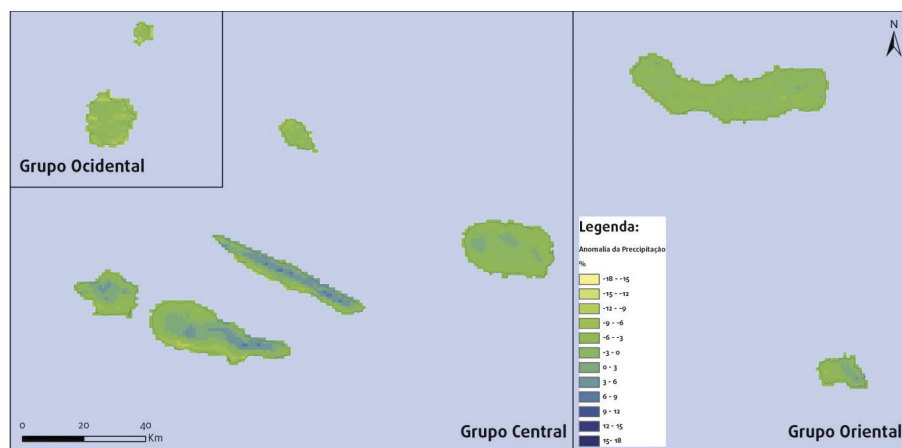 N
Grupo Ocidental
Legenda:
Anomalia da Preccipitação
%
-18 - -15
-15 - -12
-12 - -9
-9 - -6
-6 - -3
-3 - 0
0 - 3
3 - 6
6 - 9
9 - 12
12 - 15
15 - 18
0 20 40
Km
Grupo Central
Grupo Oriental